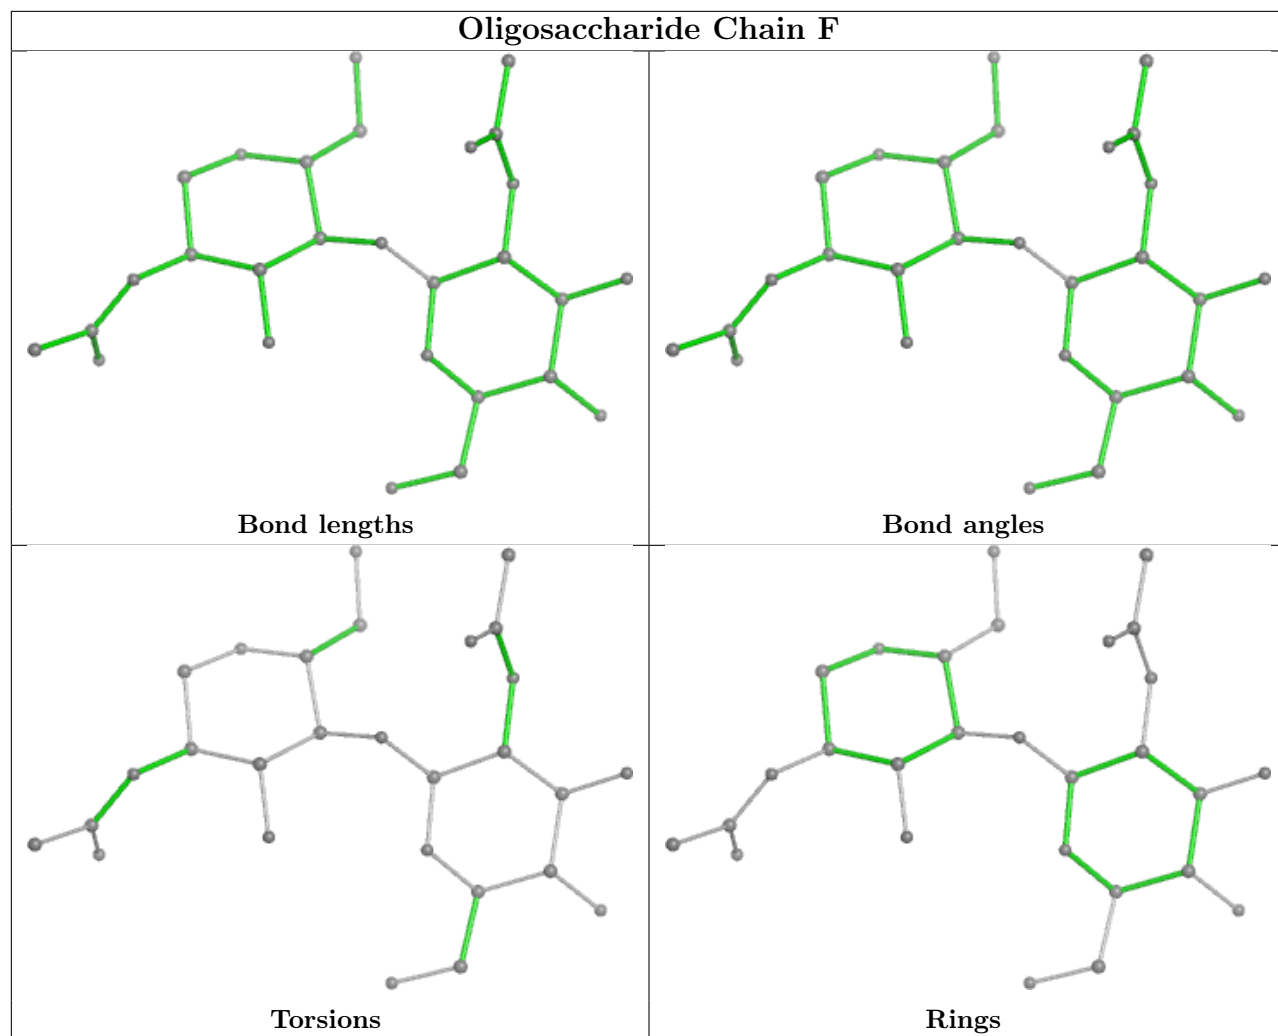 Oligosaccharide Chain F
Bond lengths
Bond angles
Torsions
Rings